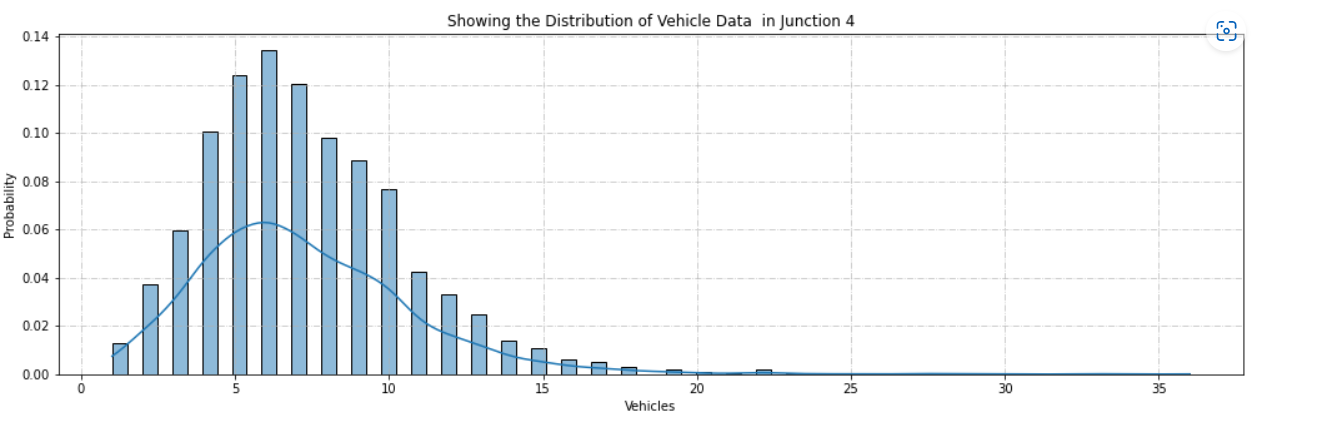 Showing the Distribution of Vehicle Data  in Junction 4
0.14
0.12
0.10
0.08
0.06
0.04
0.02
0.00
Probability
0 5 10 15 20 25 30 35
Vehicles